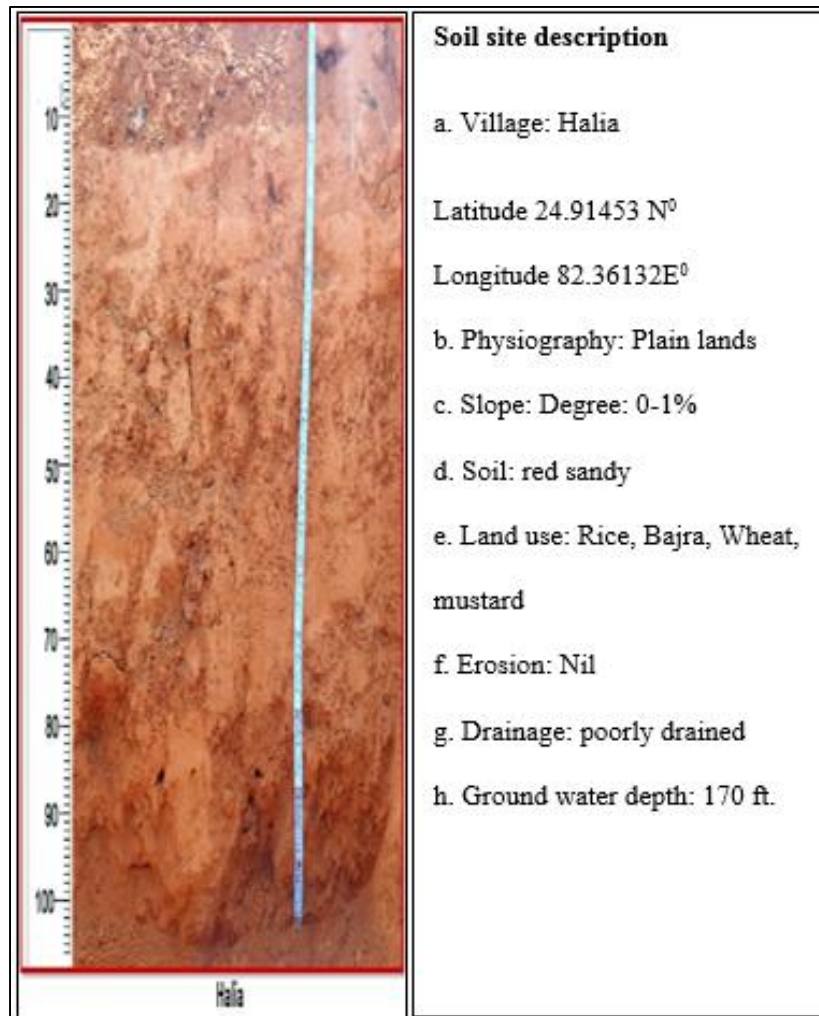 10
20
30
40
50
60
70
80
90
100
Halia
Soil site description
a. Village: Halia
Latitude 24.91453 N⁰
Longitude 82.36132E⁰
b. Physiography: Plain lands
c. Slope: Degree: 0-1%
d. Soil: red sandy
e. Land use: Rice, Bajra, Wheat,
mustard
f. Erosion: Nil
g. Drainage: poorly drained
h. Ground water depth: 170 ft.